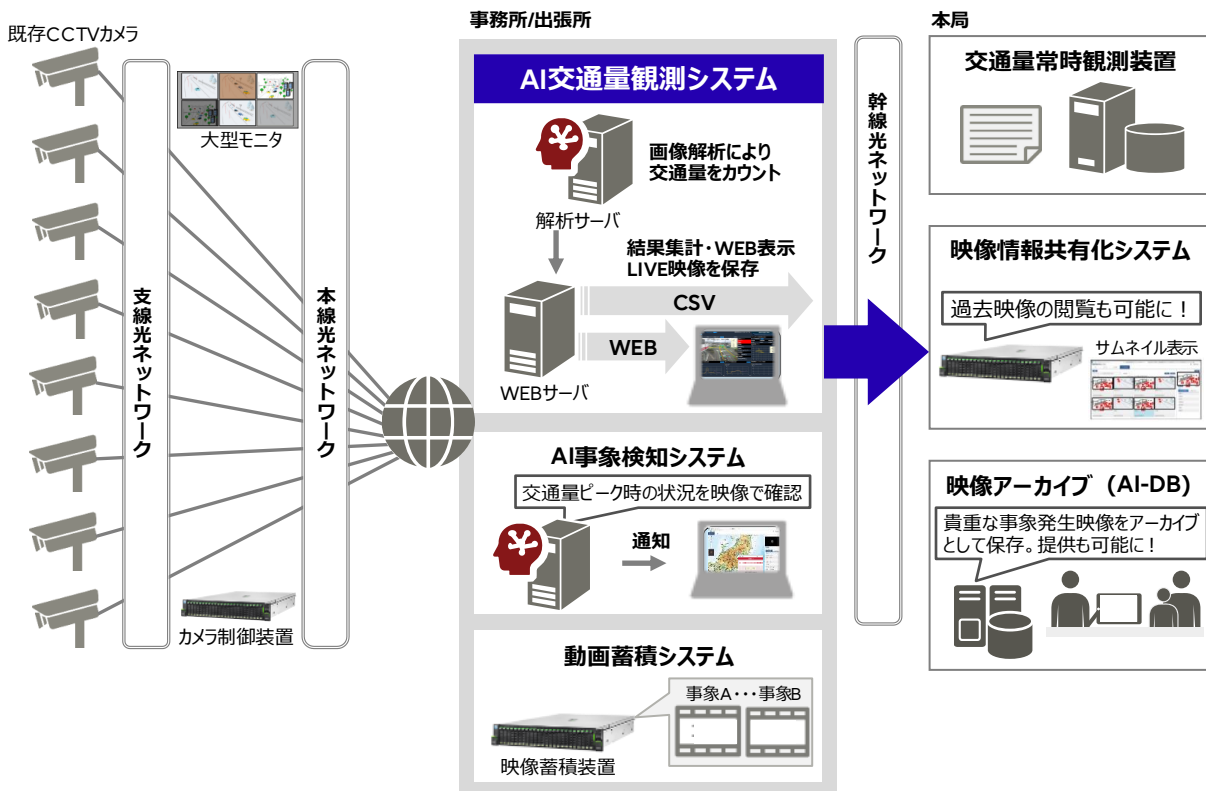 既存CCTVカメラ
支線光ネットワーク
大型モニタ
カメラ制御装置
本線光ネットワーク
事務所/出張所
AI交通量観測システム
画像解析により
交通量をカウント
解析サーバ
結果集計・WEB表示
LIVE映像を保存
CSV
WEB
WEBサーバ
AI事象検知システム
交通量ピーク時の状況を映像で確認
通知
動画蓄積システム
事象A・・・事象B
映像蓄積装置
幹線光ネットワーク
本局
交通量常時観測装置
映像情報共有化システム
過去映像の閲覧も可能に！
サムネイル表示
映像アーカイブ（AI-DB）
貴重な事象発生映像をアーカイブ
として保存。提供も可能に！